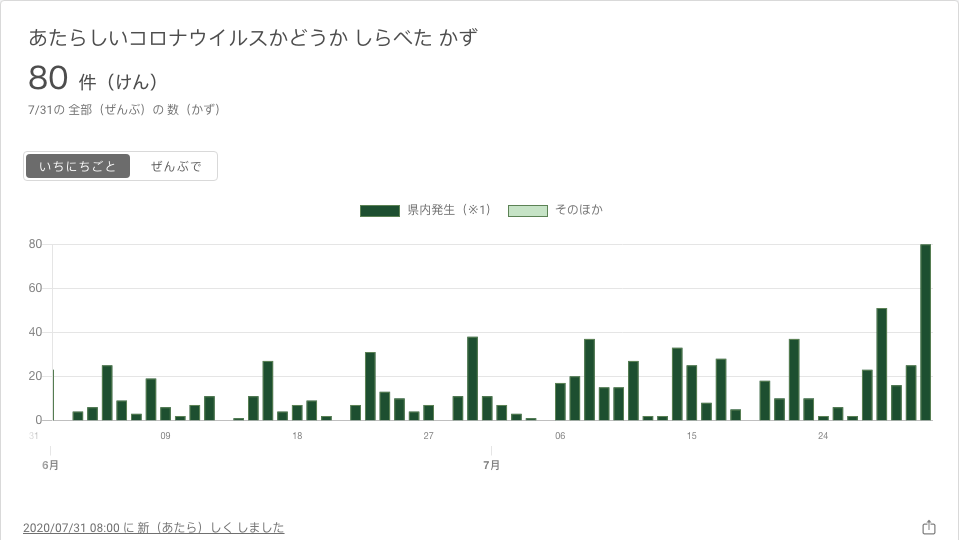 あたらしいコロナウイルスかどうか しらべた かず
80 件（けん）
7/31の 全部（ぜんぶ）の 数（かず）
いちにちごと ぜんぶで
県内発生（※1） そのほか
80
60
40
20
0
31 09 18 27 06 15 24
6月 7月
2020/07/31 08:00 に 新（あたら）しく しました